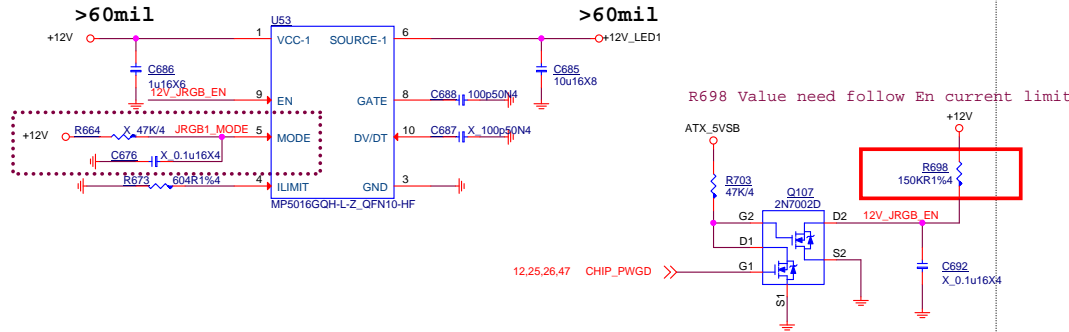 >60mil
>60mil
U53
+12V
1
VCC-1
SOURCE-1
6
+12V_LED1
C686
1u16X6
C685
10u16X8
12V_JRGB_EN
9
EN
GATE
8
C688
100p50N4
R698 Value need follow En current limit
+12V
R664
X_47K/4
JRGB1_MODE
5
MODE
DV/DT
10
C687
X_100p50N4
ATX_5VSB
+12V
C676
X_0.1u16X4
R673
604R1%4
4
ILIMIT
GND
3
MP5016GQH-L-Z_QFN10-HF
R703
47K/4
R698
150KR1%4
Q107
2N7002D
G2
D2
12V_JRGB_EN
D1
S2
12,25,26,47
CHIP_PWGD
G1
S1
C692
X_0.1u16X4